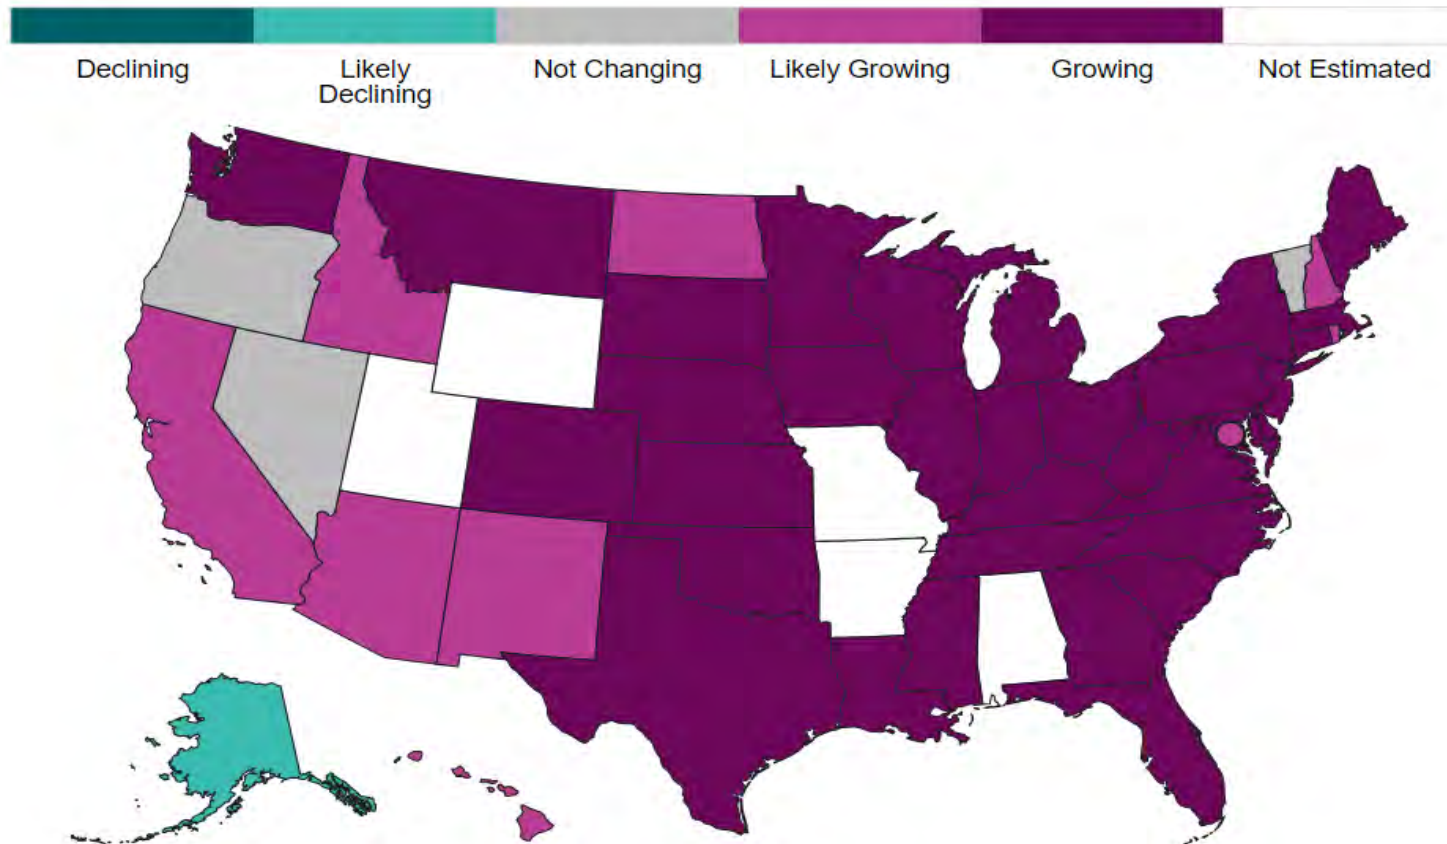 Declining
Likely
Declining
Not Changing
Likely Growing
Growing
Not Estimated